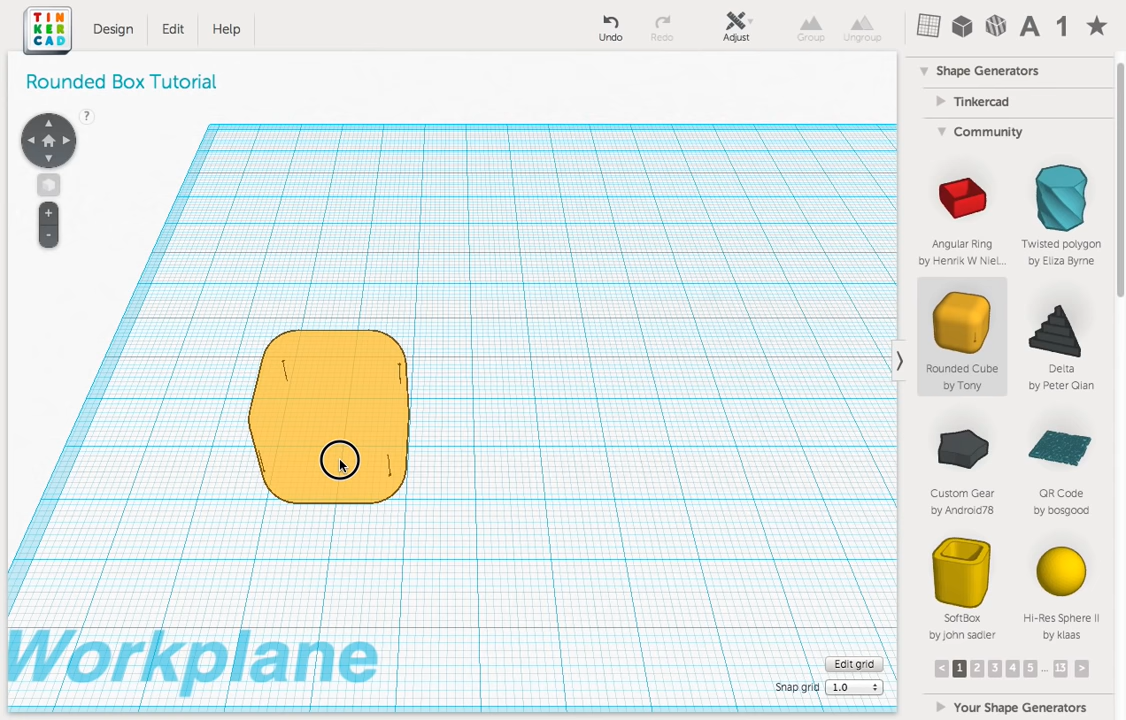 TIN
KER
CAD
Design
Edit
Help
Undo
Redo
Adjust
Group
Ungroup
A
1
Rounded Box Tutorial
?
+
-
Shape Generators
Tinkercad
Community
Angular Ring
by Henrik W Niel...
Twisted polygon
by Eliza Byrne
Rounded Cube
by Tony
Delta
by Peter Qian
Custom Gear
by Android78
QR Code
by bosgood
SoftBox
by john sadler
Hi-Res Sphere II
by klaas
< 1 2 3 4 5 ... 13 >
Your Shape Generators
Workplane
Edit grid
Snap grid 1.0